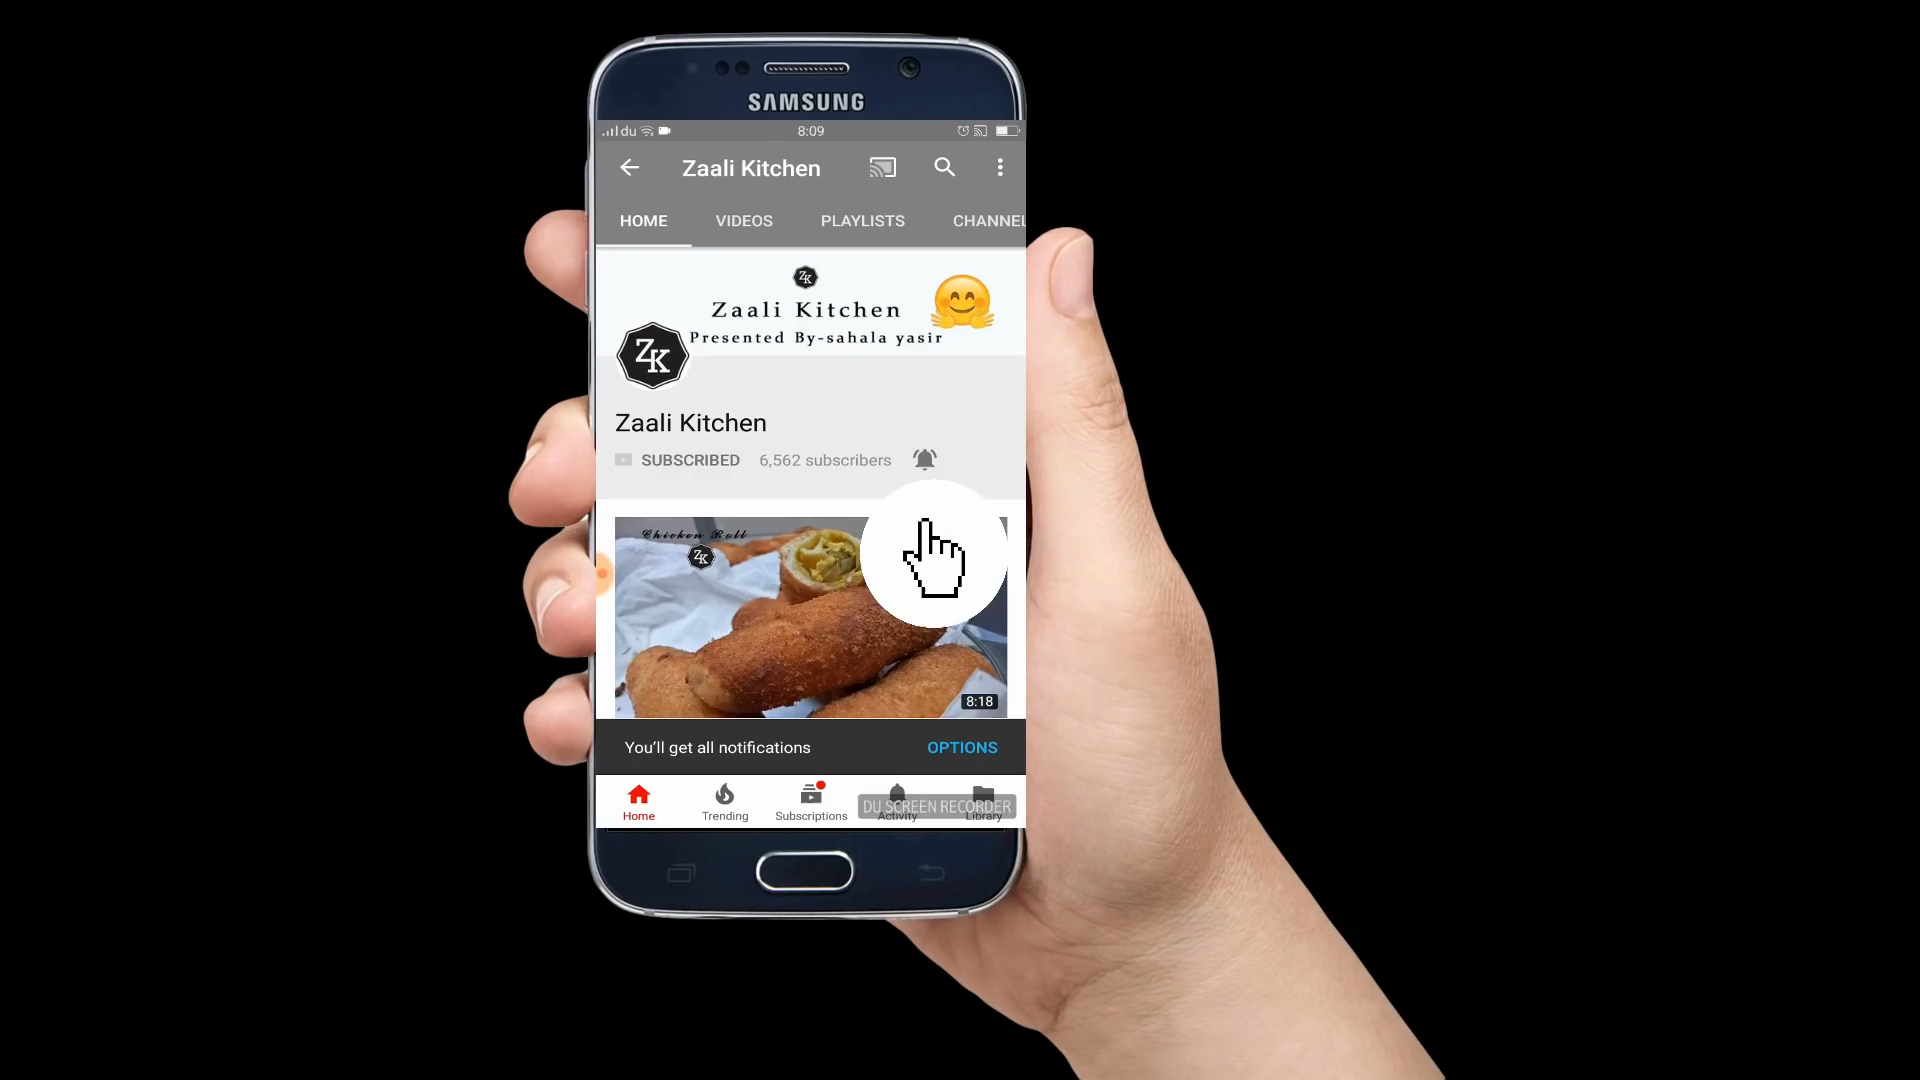 SAMSUNG
du 8:09
Zaali Kitchen
HOME VIDEOS PLAYLISTS CHANNEL
ZK
Zaali Kitchen
Presented By-sahala yasir
ZK
Zaali Kitchen
SUBSCRIBED 6,562 subscribers
Chicken Roll
ZK
8:18
You'll get all notifications OPTIONS
Home Trending Subscriptions Activity Library
DU SCREEN RECORDER